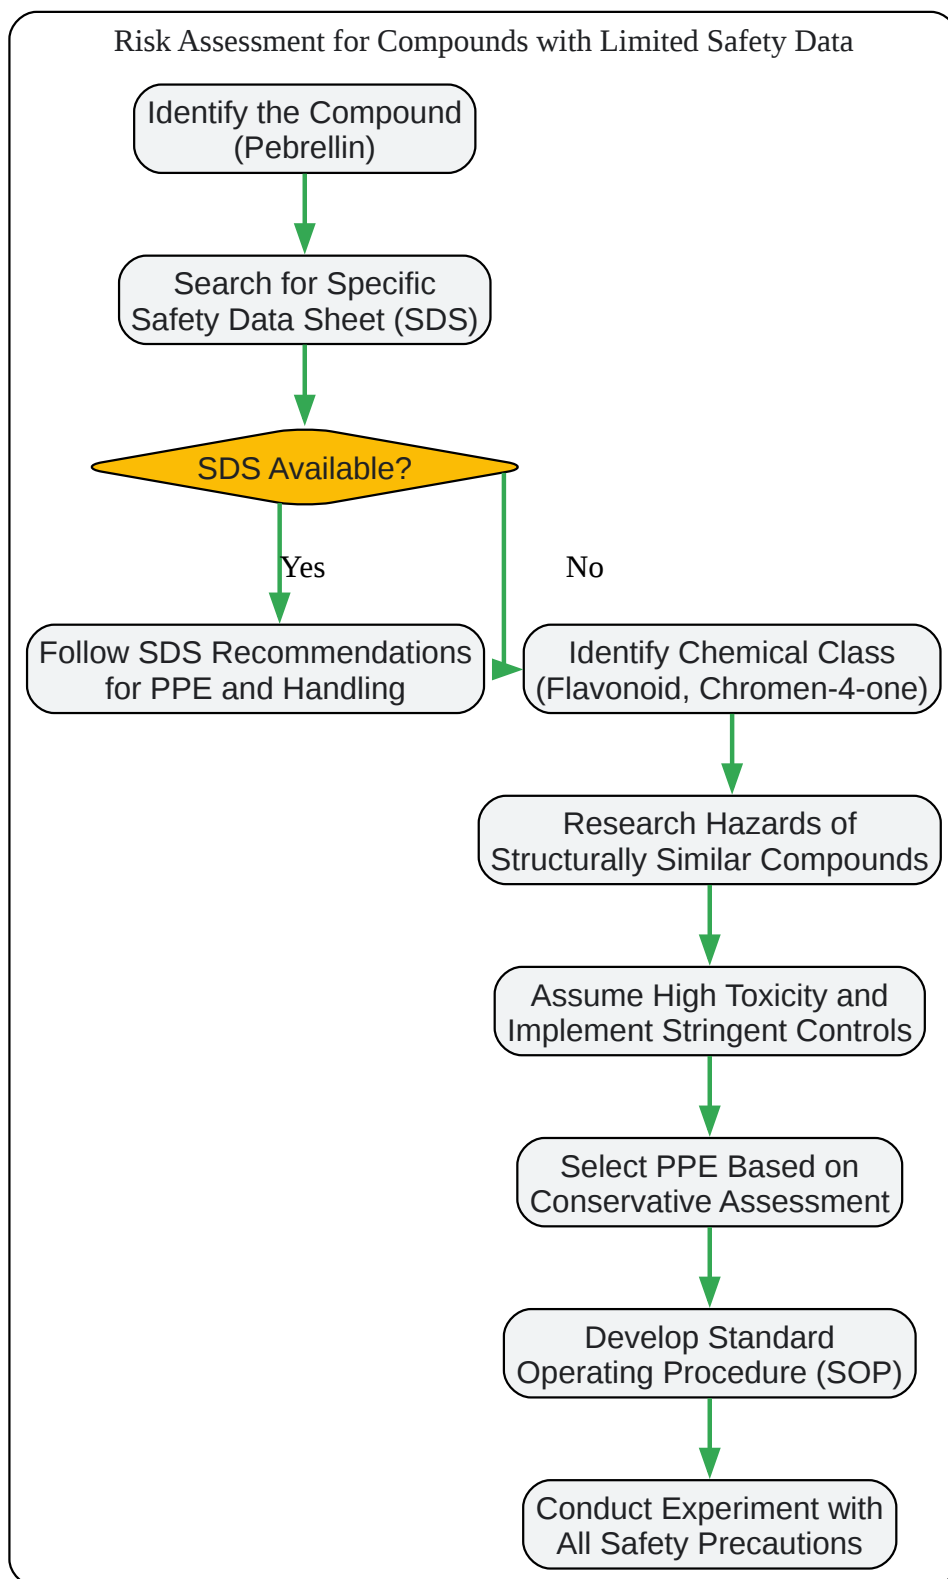 Risk Assessment for Compounds with Limited Safety Data
Identify the Compound
(Pebrellin)
Search for Specific
Safety Data Sheet (SDS)
SDS Available?
Yes
No
Follow SDS Recommendations
for PPE and Handling
Identify Chemical Class
(Flavonoid, Chromen-4-one)
Research Hazards of
Structurally Similar Compounds
Assume High Toxicity and
Implement Stringent Controls
Select PPE Based on
Conservative Assessment
Develop Standard
Operating Procedure (SOP)
Conduct Experiment with
All Safety Precautions